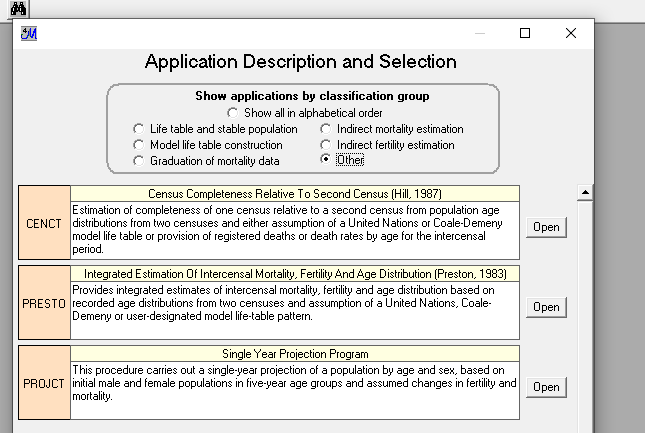 Application Description and Selection
Show applications by classification group
Show all in alphabetical order
Life table and stable population
Indirect mortality estimation
Model life table construction
Indirect fertility estimation
Graduation of mortality data
Other
Census Completeness Relative To Second Census (Hill, 1987)
CENCT
Estimation of completeness of one census relative to a second census from population age
distributions from two censuses and either assumption of a United Nations or Coale-Demeny
model life table or provision of registered deaths or death rates by age for the intercensal
period.
Open
Integrated Estimation Of Intercensal Mortality, Fertility And Age Distribution (Preston, 1983)
PRESTO
Provides integrated estimates of intercensal mortality, fertility and age distribution based on
recorded age distributions from two censuses and assumption of a United Nations, Coale-
Demeny or user-designated model life-table pattern.
Open
Single Year Projection Program
PROJCT
This procedure carries out a single-year projection of a population by age and sex, based on
initial male and female populations in five-year age groups and assumed changes in fertility and
mortality.
Open